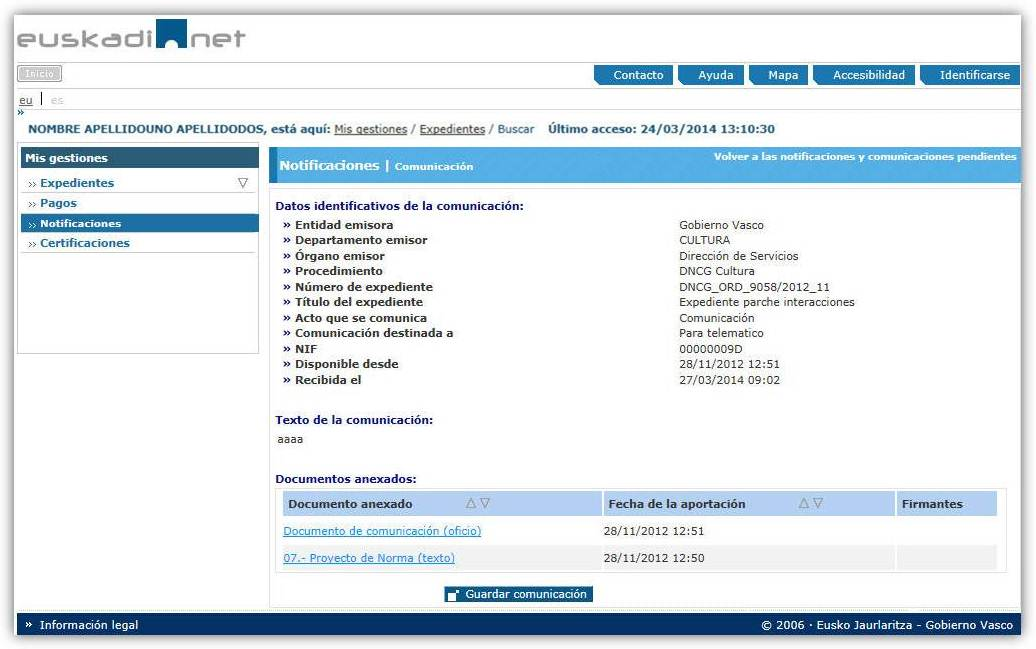 euskadi.net
Inicio
Contacto Ayuda Mapa Accesibilidad Identificarse
eu | es
»
NOMBRE APELLIDOUNO APELLIDODOS, está aquí: Mis gestiones / Expedientes / Buscar Último acceso: 24/03/2014 13:10:30
Mis gestiones
» Expedientes ▽
» Pagos
» Notificaciones
» Certificaciones
Notificaciones | Comunicación Volver a las notificaciones y comunicaciones pendientes
Datos identificativos de la comunicación:
» Entidad emisora Gobierno Vasco
» Departamento emisor CULTURA
» Órgano emisor Dirección de Servicios
» Procedimiento DNCG Cultura
» Número de expediente DNCG_ORD_9058/2012_11
» Título del expediente Expediente parche interacciones
» Acto que se comunica Comunicación
» Comunicación destinada a Para telematico
» NIF 00000009D
» Disponible desde 28/11/2012 12:51
» Recibida el 27/03/2014 09:02
Texto de la comunicación:
aaaa
Documentos anexados:
Documento anexado △▽ Fecha de la aportación △▽ Firmantes
Documento de comunicación (oficio) 28/11/2012 12:51
07.- Proyecto de Norma (texto) 28/11/2012 12:50
Guardar comunicación
» Información legal © 2006 · Eusko Jaurlaritza - Gobierno Vasco